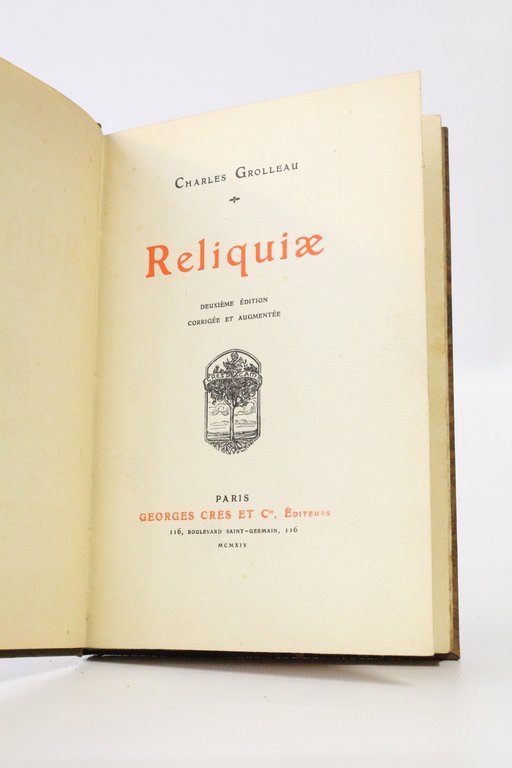 Charles Grolleau
Reliquiæ
DEUXIÈME ÉDITION
CORRIGÉE ET AUGMENTÉE
PARIS
GEORGES CRÈS ET Cie, Éditeurs
116, BOULEVARD SAINT-GERMAIN, 116
MCMXIV